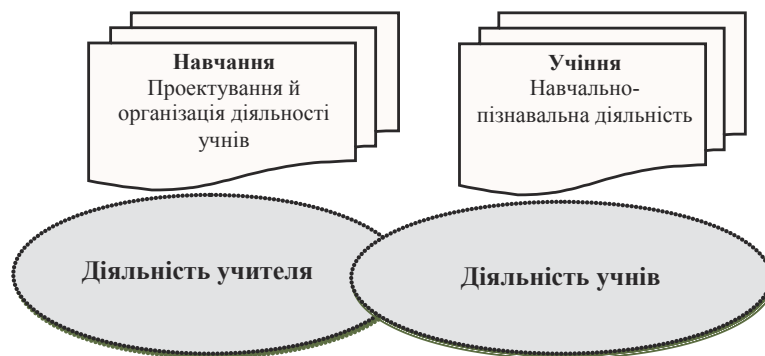 Навчання
Проектування й
організація діяльності
учнів
Учіння
Навчально-
пізнавальна діяльність
Діяльність учителя
Діяльність учнів